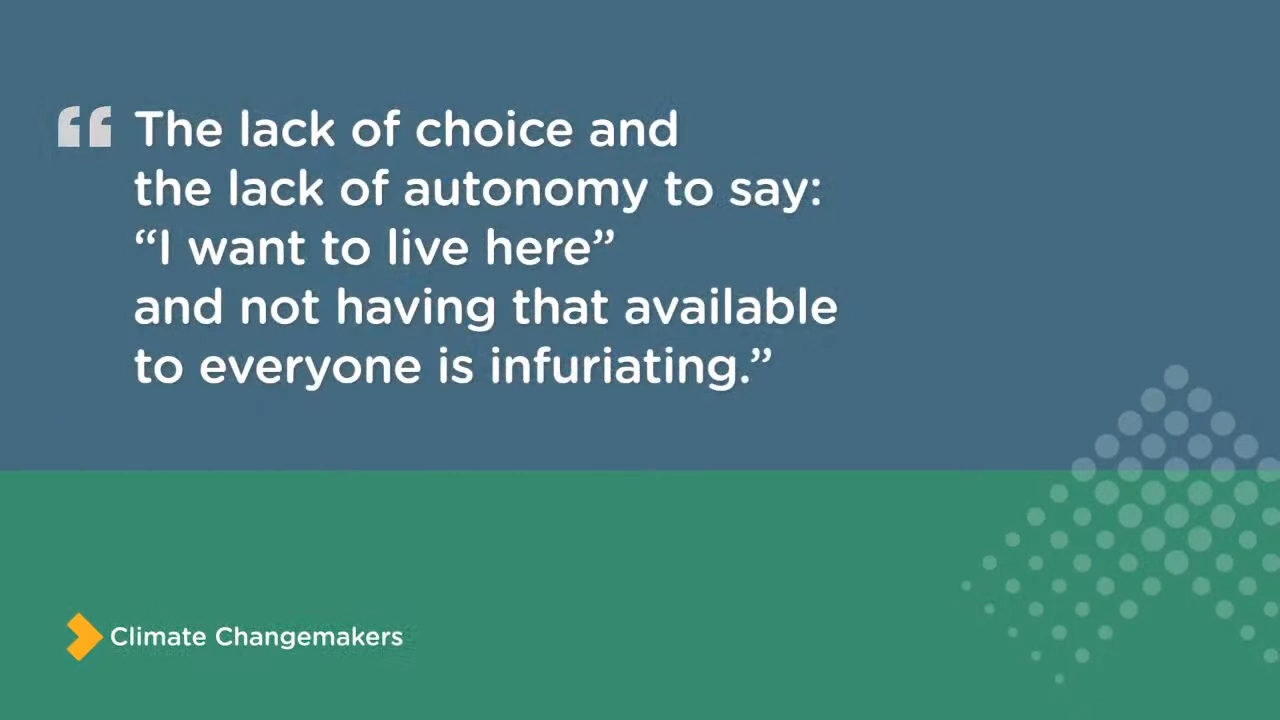 “ The lack of choice and
the lack of autonomy to say:
“I want to live here”
and not having that available
to everyone is infuriating.”
Climate Changemakers